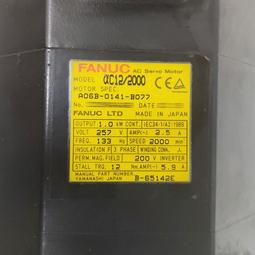 FANUC AC Servo Motor
MODEL αC12/2000 CE
MOTOR SPEC.
A06B-0141-B077
No. DATE
FANUC LTD MADE IN JAPAN
OUTPUT 1.0 kW CONT. IEC34-1/A2:1989
VOLT 257 V AMP(~) 2.5 A
FREQ. 133 Hz SPEED 2000 min
INSULATION F 3 PHASE WINDING CONN.
PERM.MAG.FIELD 200 V INVERTER
STALL TRQ. 12 Nm AMP(~) 5.9 A
MANUAL PART NUMBER B-65142E
YAMANASHI JAPAN